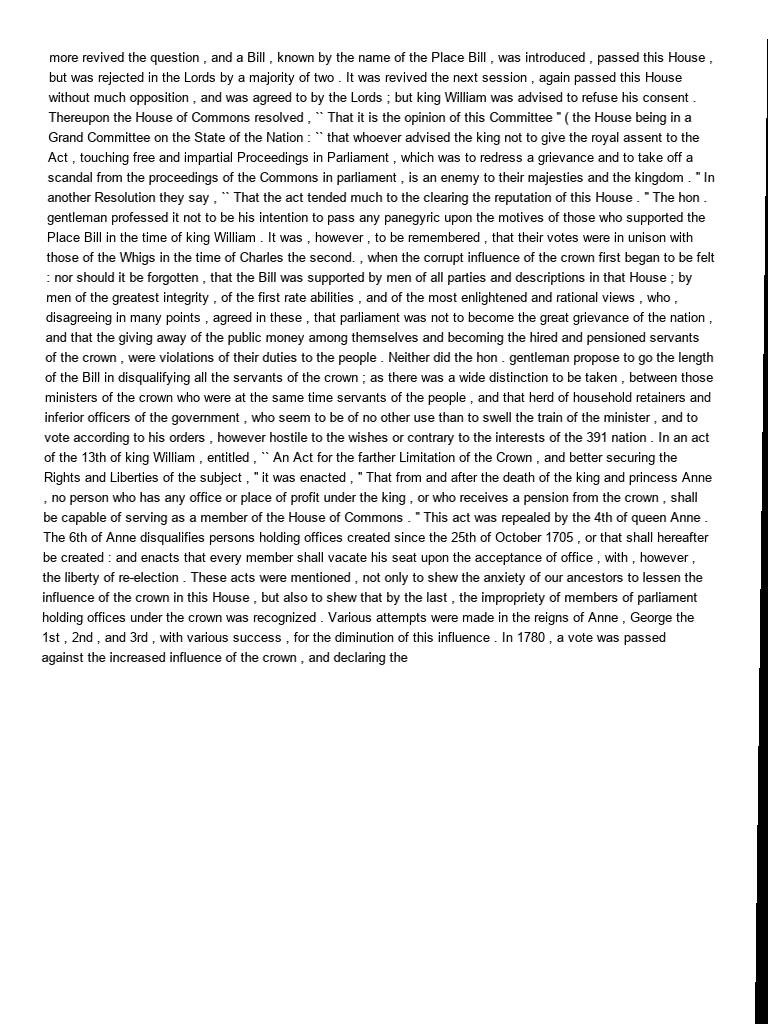 more revived the question , and a Bill , known by the name of the Place Bill , was introduced , passed this House ,
but was rejected in the Lords by a majority of two . It was revived the next session , again passed this House
without much opposition , and was agreed to by the Lords ; but king William was advised to refuse his consent .
Thereupon the House of Commons resolved , `` That it is the opinion of this Committee " ( the House being in a
Grand Committee on the State of the Nation : `` that whoever advised the king not to give the royal assent to the
Act , touching free and impartial Proceedings in Parliament , which was to redress a grievance and to take off a
scandal from the proceedings of the Commons in parliament , is an enemy to their majesties and the kingdom . " In
another Resolution they say , `` That the act tended much to the clearing the reputation of this House . " The hon .
gentleman professed it not to be his intention to pass any panegyric upon the motives of those who supported the
Place Bill in the time of king William . It was , however , to be remembered , that their votes were in unison with
those of the Whigs in the time of Charles the second. , when the corrupt influence of the crown first began to be felt
: nor should it be forgotten , that the Bill was supported by men of all parties and descriptions in that House ; by
men of the greatest integrity , of the first rate abilities , and of the most enlightened and rational views , who ,
disagreeing in many points , agreed in these , that parliament was not to become the great grievance of the nation ,
and that the giving away of the public money among themselves and becoming the hired and pensioned servants
of the crown , were violations of their duties to the people . Neither did the hon . gentleman propose to go the length
of the Bill in disqualifying all the servants of the crown ; as there was a wide distinction to be taken , between those
ministers of the crown who were at the same time servants of the people , and that herd of household retainers and
inferior officers of the government , who seem to be of no other use than to swell the train of the minister , and to
vote according to his orders , however hostile to the wishes or contrary to the interests of the 391 nation . In an act
of the 13th of king William , entitled , `` An Act for the farther Limitation of the Crown , and better securing the
Rights and Liberties of the subject , " it was enacted , " That from and after the death of the king and princess Anne
, no person who has any office or place of profit under the king , or who receives a pension from the crown , shall
be capable of serving as a member of the House of Commons . " This act was repealed by the 4th of queen Anne .
The 6th of Anne disqualifies persons holding offices created since the 25th of October 1705 , or that shall hereafter
be created : and enacts that every member shall vacate his seat upon the acceptance of office , with , however ,
the liberty of re-election . These acts were mentioned , not only to shew the anxiety of our ancestors to lessen the
influence of the crown in this House , but also to shew that by the last , the impropriety of members of parliament
holding offices under the crown was recognized . Various attempts were made in the reigns of Anne , George the
1st , 2nd , and 3rd , with various success , for the diminution of this influence . In 1780 , a vote was passed
against the increased influence of the crown , and declaring the